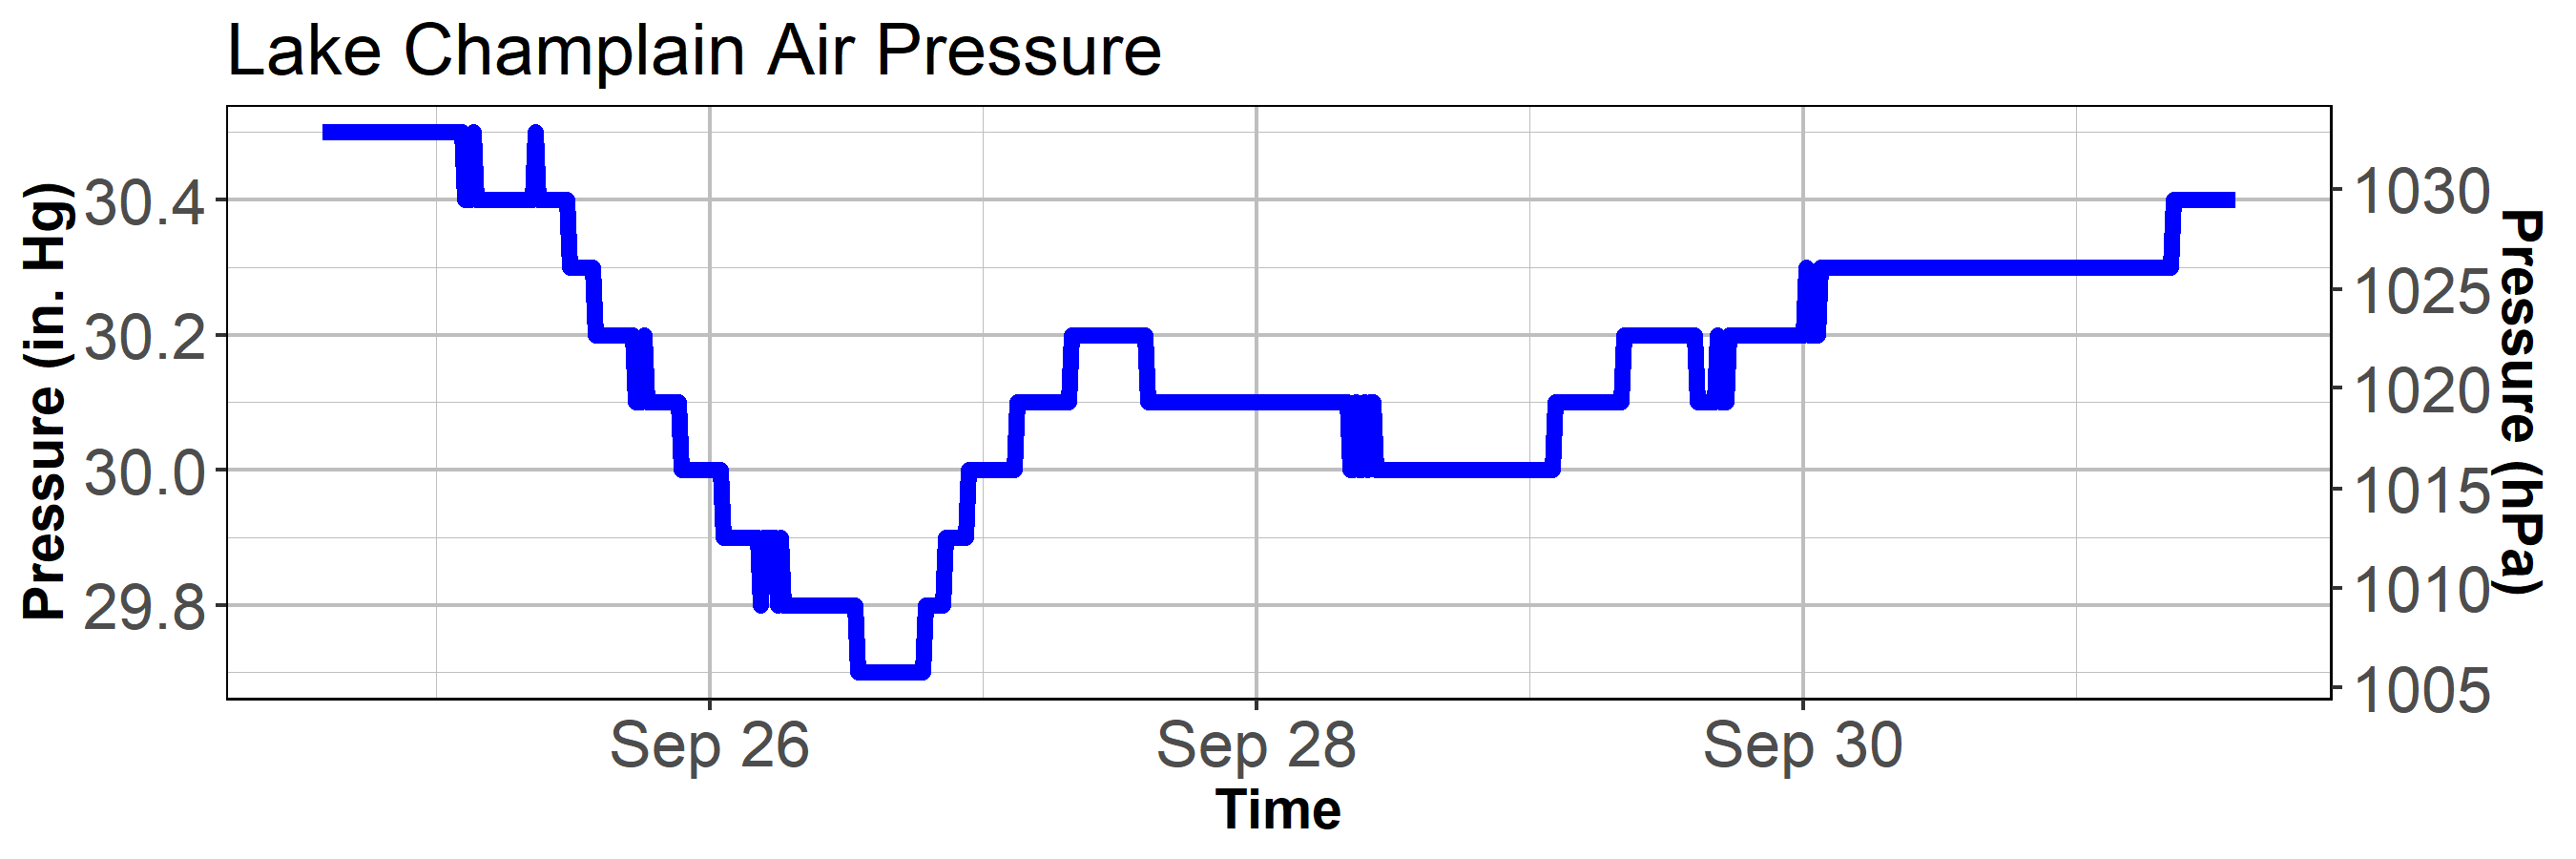 Lake Champlain Air Pressure
Pressure (in. Hg)
30.4
30.2
30.0
29.8
1030
1025
1020
1015
1010
1005
Pressure (hPa)
Sep 26
Sep 28
Sep 30
Time